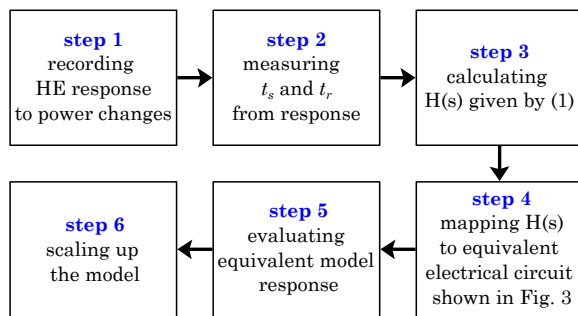 step 1
recording
HE response
to power changes
step 2
measuring
t_s and t_r
from response
step 3
calculating
H(s) given by (1)
step 4
mapping H(s)
to equivalent
electrical circuit
shown in Fig. 3
step 5
evaluating
equivalent model
response
step 6
scaling up
the model